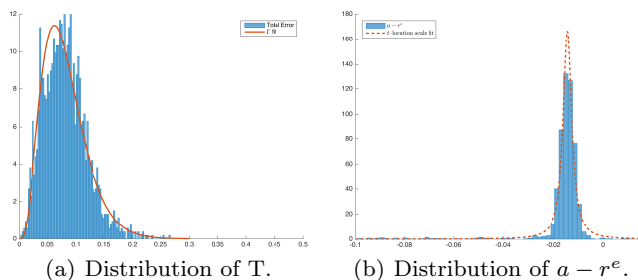 12
10
8
6
4
2
0
0 0.05 0.1 0.15 0.2 0.25 0.3 0.35 0.4 0.45 0.5
Total Error
Γ fit
(a) Distribution of T.
180
160
140
120
100
80
60
40
20
0
-0.1 -0.08 -0.06 -0.04 -0.02 0
a − r^e
t-location scale fit
(b) Distribution of a − r^e.